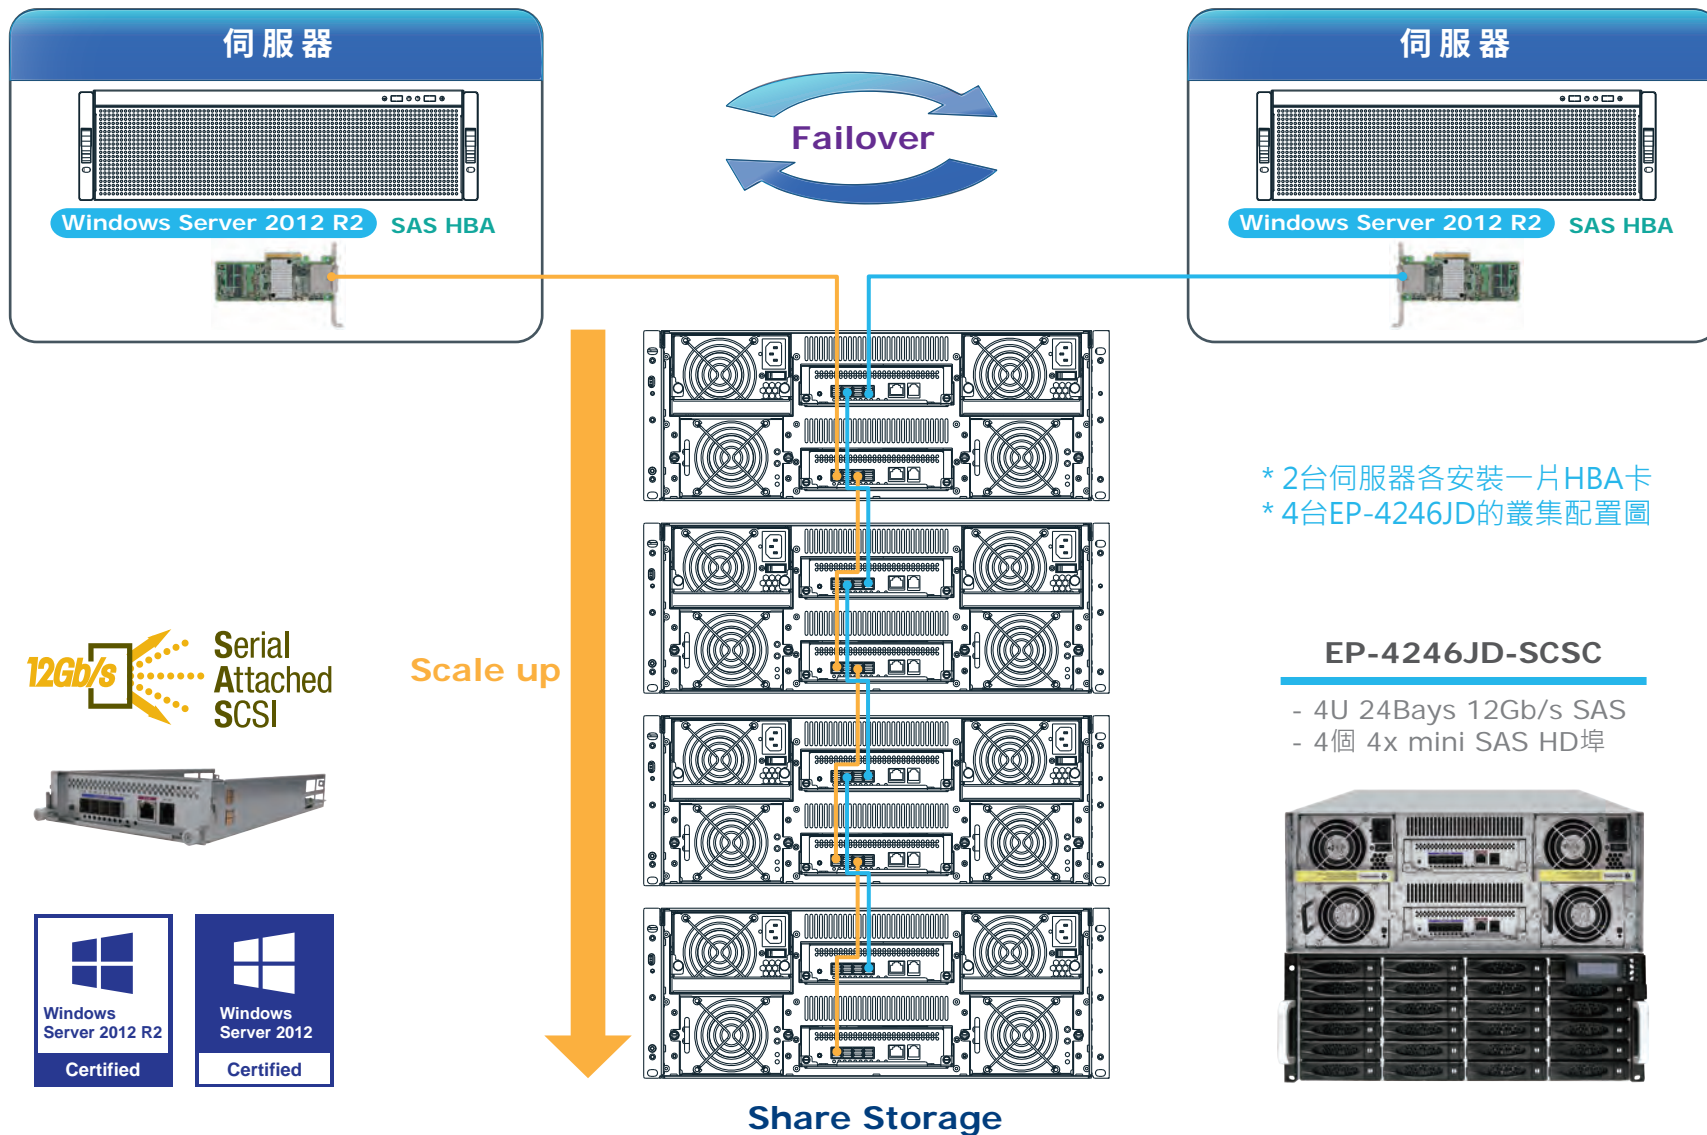 伺服器
Windows Server 2012 R2
SAS HBA
Failover
伺服器
Windows Server 2012 R2
SAS HBA
* 2台伺服器各安裝一片HBA卡
* 4台EP-4246JD的叢集配置圖
12Gb/s
Serial
Attached
SCSI
Scale up
EP-4246JD-SCSC
- 4U 24Bays 12Gb/s SAS
- 4個 4x mini SAS HD埠
Windows
Server 2012 R2
Certified
Windows
Server 2012
Certified
Share Storage